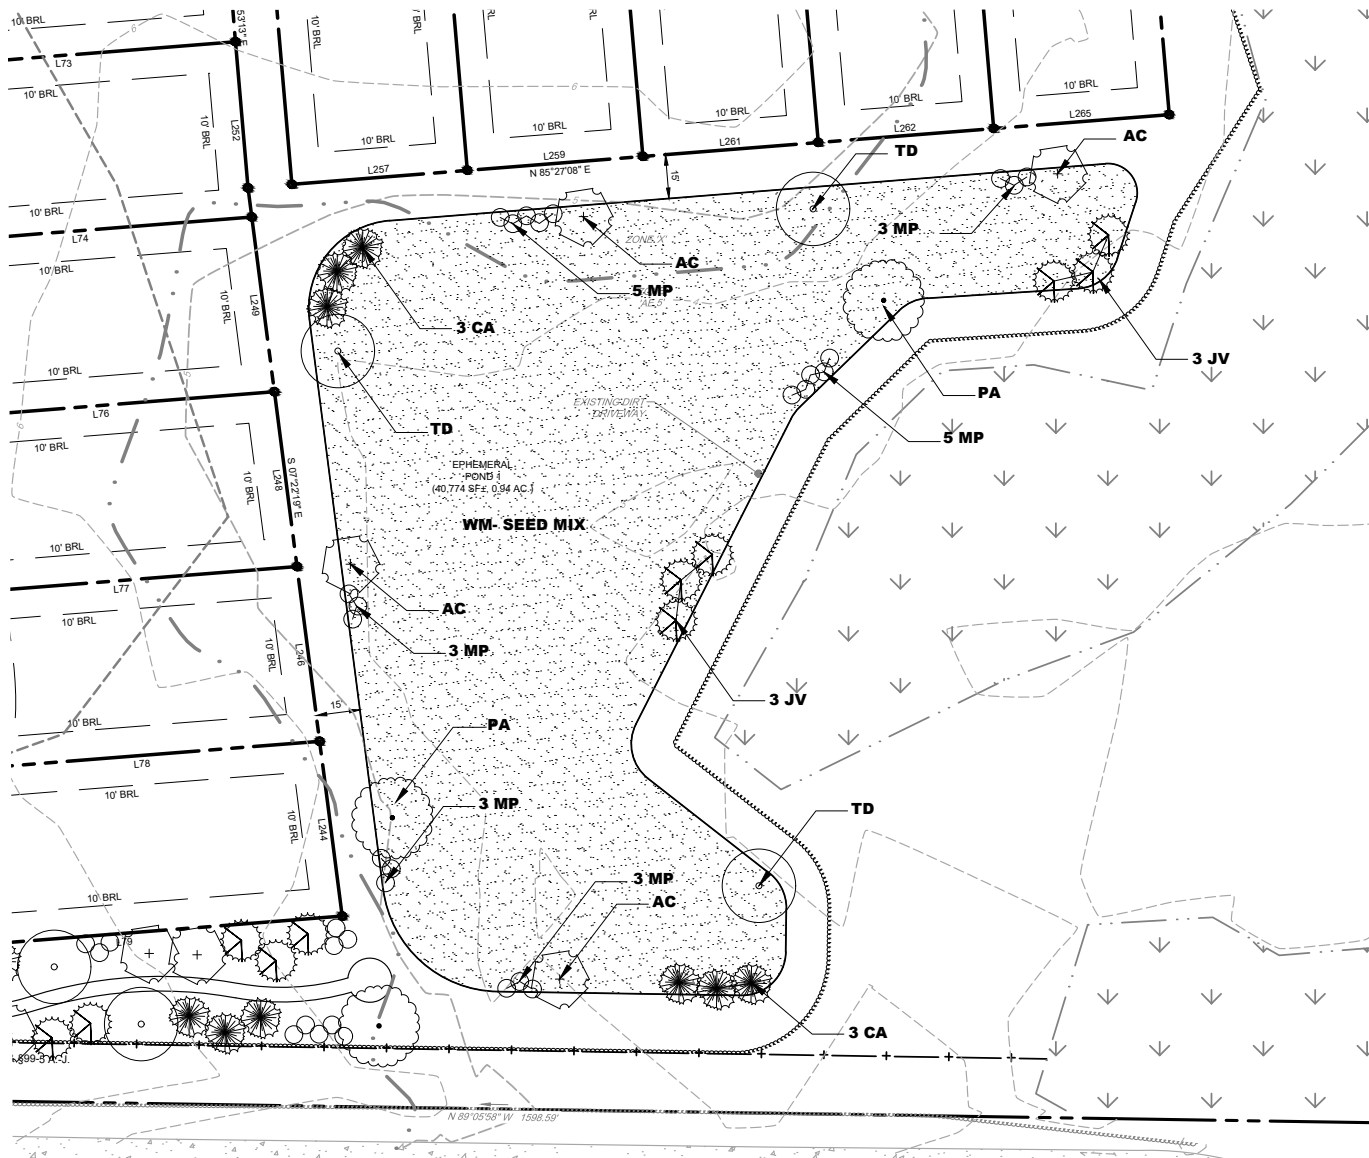 10' BRL
53'13" E
10' BRL
BRL
RL
RL
6
6
L73
10' BRL
10' BRL
L252
10' BRL
10' BRL
10' BRL
10' BRL
10' BRL
L257
L259
N 85°27'08" E
L261
L262
L265
15'
TD
AC
10' BRL
L74
3 MP
ZONE 'X'
AC
10' BRL
10' BRL
L249
5 MP
3 CA
3 JV
10' BRL
PA
L76
EXISTING DIRT
DRIVEWAY
TD
5 MP
10' BRL
10' BRL
L248
S 07°22'19" E
EPHEMERAL
POND 1
(40,774 SF±, 0.94 AC.)
WM- SEED MIX
10' BRL
L77
AC
10' BRL
10' BRL
L246
3 MP
15'
3 JV
10' BRL
PA
L78
10' BRL
10' BRL
L244
3 MP
TD
3 MP
10' BRL
AC
L79
3 CA
N 89°05'58" W 1598.59'